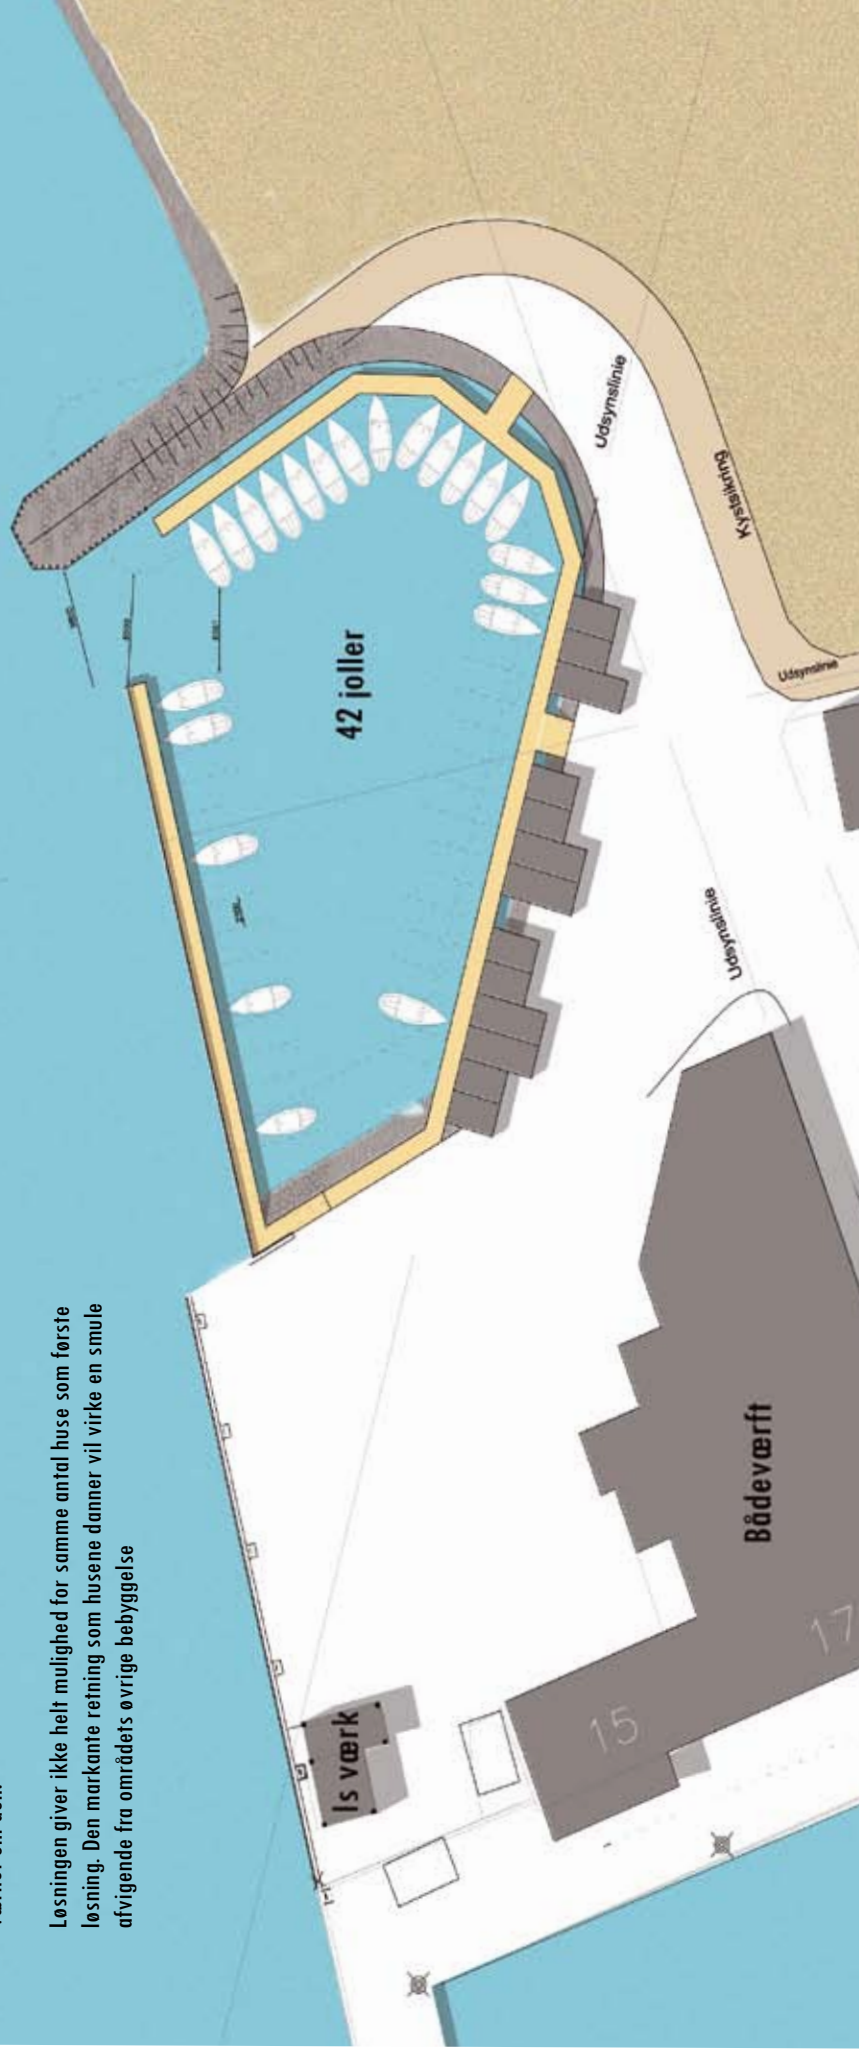 Løsningen giver ikke helt mulighed for samme antal huse som første
løsning. Den markante retning som husene danner vil virke en smule
afvigende fra områdets øvrige bebyggelse
42 joller
Udsynslinie
Kystsikring
Udsynslinie
Udsynslinie
Bådeværft
Is værk
15
17